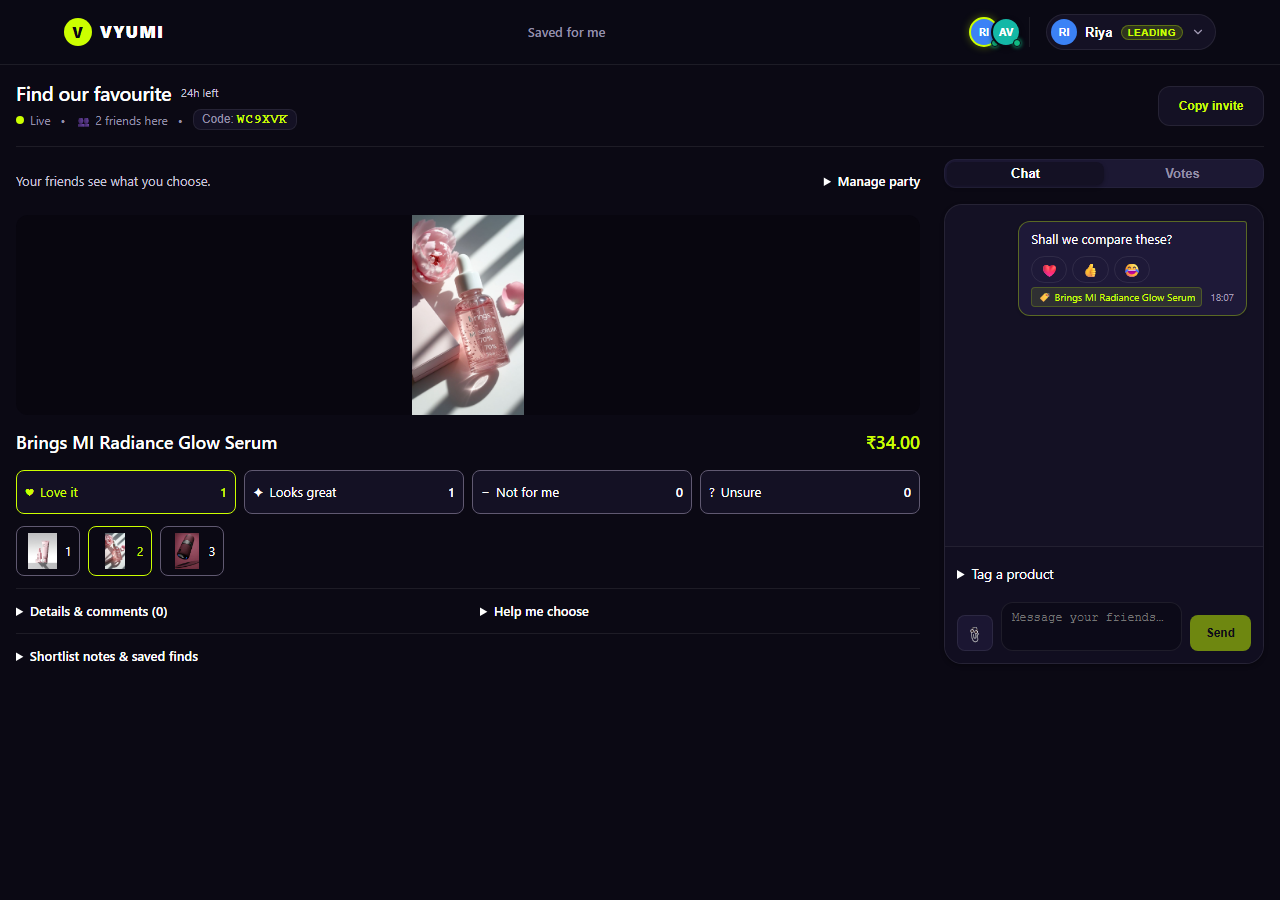 V VYUMI
Saved for me
RI AV
RI Riya LEADING
Find our favourite 24h left
Live • 2 friends here • Code: WC9XVK
Copy invite
Your friends see what you choose.
Manage party
Brings
SERUM
70%
Brings MI Radiance Glow Serum ₹34.00
Love it 1
Looks great 1
– Not for me 0
? Unsure 0
1
2
3
Details & comments (0)
Help me choose
Shortlist notes & saved finds
Chat Votes
Shall we compare these?
Brings MI Radiance Glow Serum 18:07
Tag a product
Message your friends…
Send